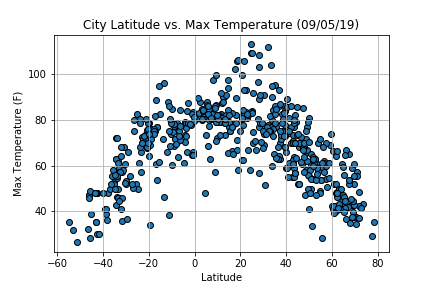 City Latitude vs. Max Temperature (09/05/19)
100
80
60
40
Max Temperature (F)
−60 −40 −20 0 20 40 60 80
Latitude